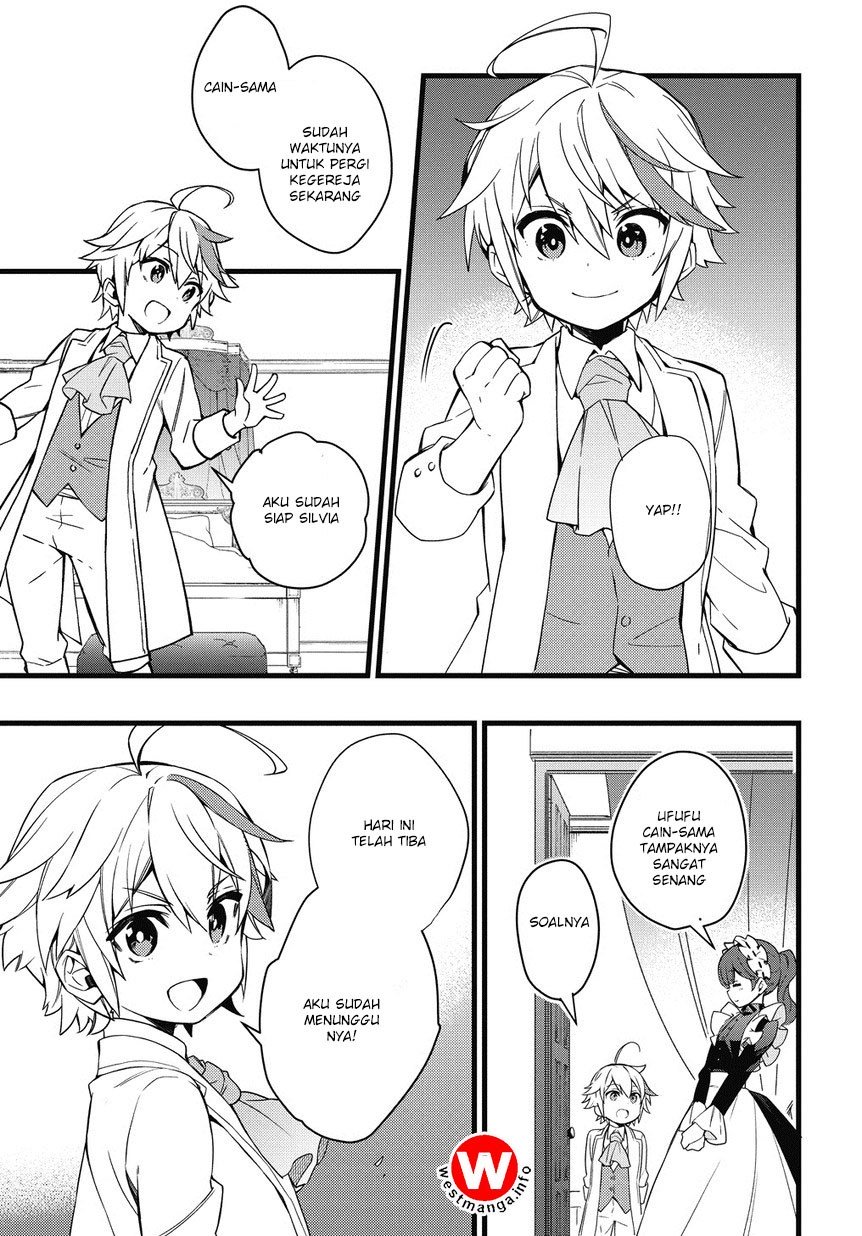 YAP!!
CAIN-SAMA
SUDAH
WAKTUNYA
UNTUK PERGI
KEGEREJA
SEKARANG
AKU SUDAH
SIAP SILVIA
UFUFU
CAIN-SAMA
TAMPAKNYA
SANGAT
SENANG
SOALNYA
HARI INI
TELAH TIBA
AKU SUDAH
MENUNGGU
NYA!
W
westmanga.info